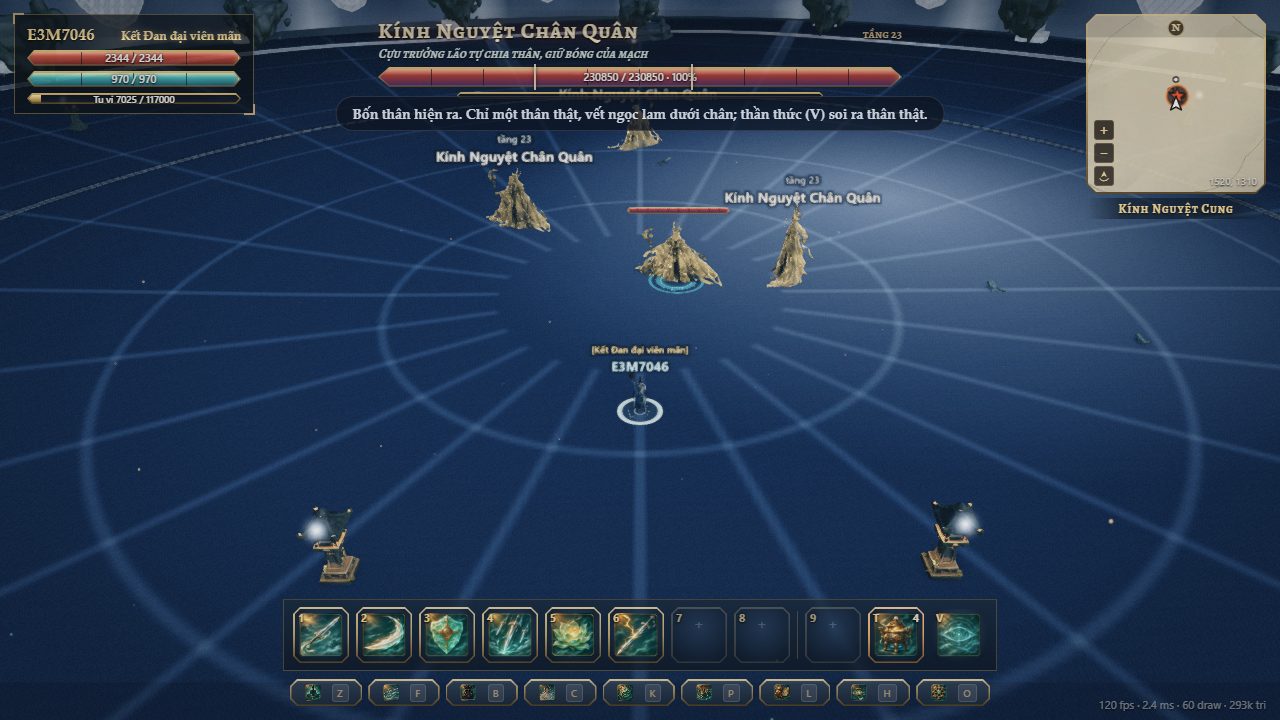 E3M7046 Kết Đan đại viên mãn
2344 / 2344
970 / 970
Tu vi 7025 / 117000
Kính Nguyệt Chân Quân
TẦNG 23
Cựu trưởng lão tự chia thân, giữ bóng của mạch
230850 / 230850 · 100%
Kính Nguyệt Chân Quân
Bốn thân hiện ra. Chỉ một thân thật, vết ngọc lam dưới chân; thần thức (V) soi ra thân thật.
N
+
−
1520, 1310
Kính Nguyệt Cung
tầng 23
Kính Nguyệt Chân Quân
tầng 23
Kính Nguyệt Chân Quân
[Kết Đan đại viên mãn]
E3M7046
1 2 3 4 5 6 7 + 8 + 9 + T 4 V
Z F B C K P L H O
120 fps · 2.4 ms · 60 draw · 293k tri